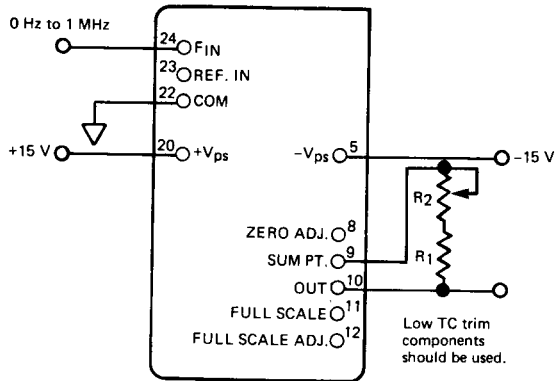 0 Hz to 1 MHz
24
FIN
23
REF. IN
22
COM
+15 V
20
+Vps
5
−Vps
−15 V
R2
ZERO ADJ.
8
SUM PT.
9
R1
OUT
10
FULL SCALE
11
FULL SCALE ADJ.
12
Low TC trim
components
should be used.